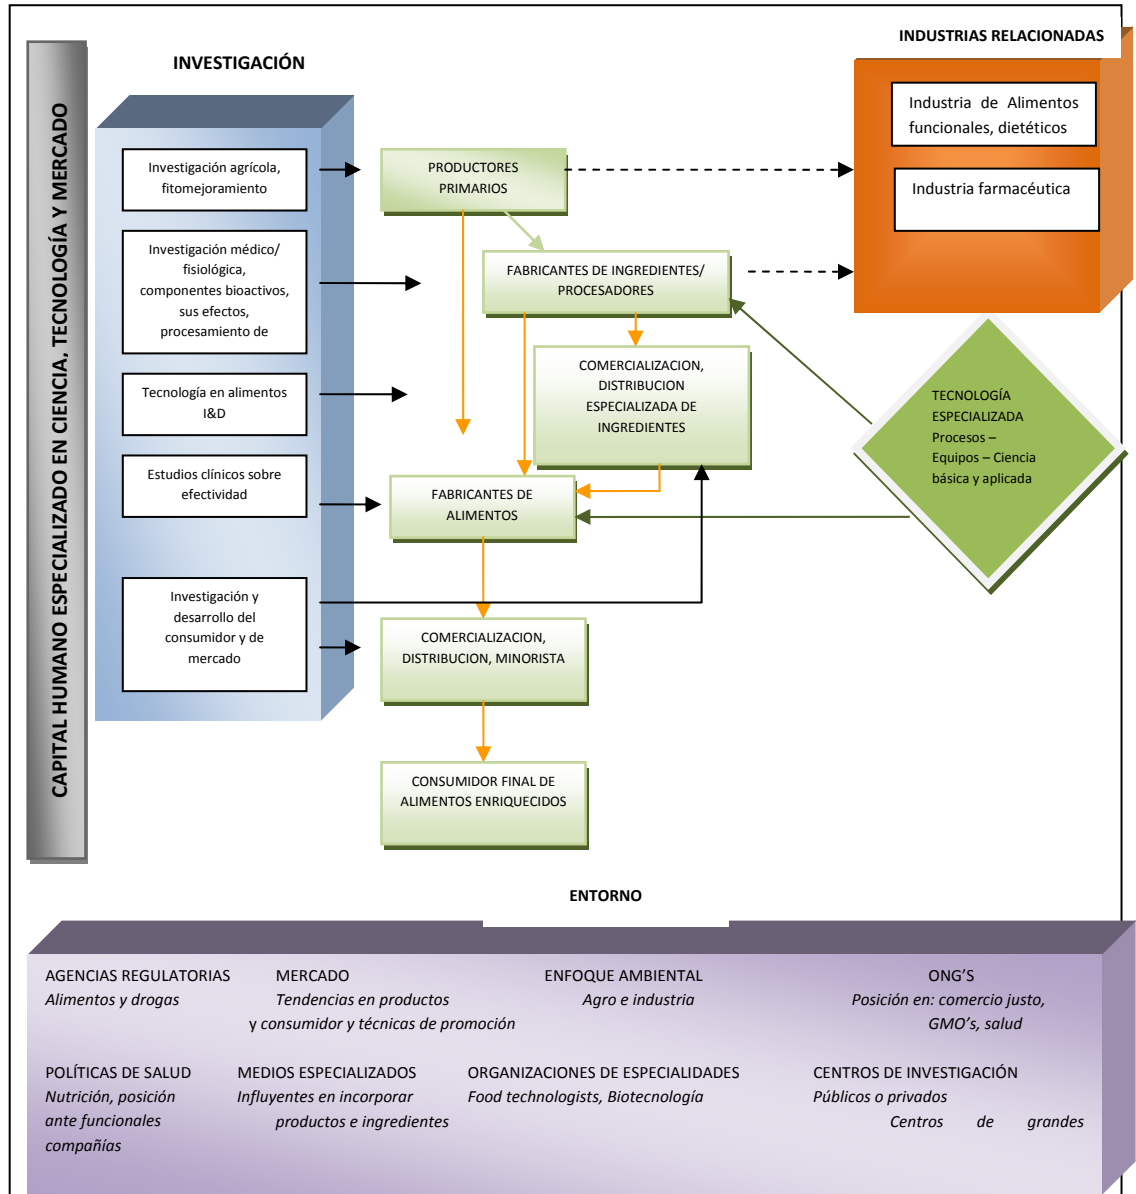 INDUSTRIAS RELACIONADAS
INVESTIGACIÓN
CAPITAL HUMANO ESPECIALIZADO EN CIENCIA, TECNOLOGÍA Y MERCADO
Investigación agrícola,
fitomejoramiento
Investigación médico/
fisiológica,
componentes bioactivos,
sus efectos,
procesamiento de
Tecnología en alimentos
I&D
Estudios clínicos sobre
efectividad
Investigación y
desarrollo del
consumidor y de
mercado
PRODUCTORES
PRIMARIOS
FABRICANTES DE INGREDIENTES/
PROCESADORES
COMERCIALIZACION,
DISTRIBUCION
ESPECIALIZADA DE
INGREDIENTES
FABRICANTES DE
ALIMENTOS
COMERCIALIZACION,
DISTRIBUCION, MINORISTA
CONSUMIDOR FINAL DE
ALIMENTOS ENRIQUECIDOS
Industria de Alimentos
funcionales, dietéticos
Industria farmacéutica
TECNOLOGÍA
ESPECIALIZADA
Procesos –
Equipos – Ciencia
básica y aplicada
ENTORNO
AGENCIAS REGULATORIAS
Alimentos y drogas
MERCADO
Tendencias en productos
y consumidor y técnicas de promoción
ENFOQUE AMBIENTAL
Agro e industria
ONG'S
Posición en: comercio justo,
GMO's, salud
POLÍTICAS DE SALUD
Nutrición, posición
ante funcionales
compañías
MEDIOS ESPECIALIZADOS
Influyentes en incorporar
productos e ingredientes
ORGANIZACIONES DE ESPECIALIDADES
Food technologists, Biotecnología
CENTROS DE INVESTIGACIÓN
Públicos o privados
Centros de grandes